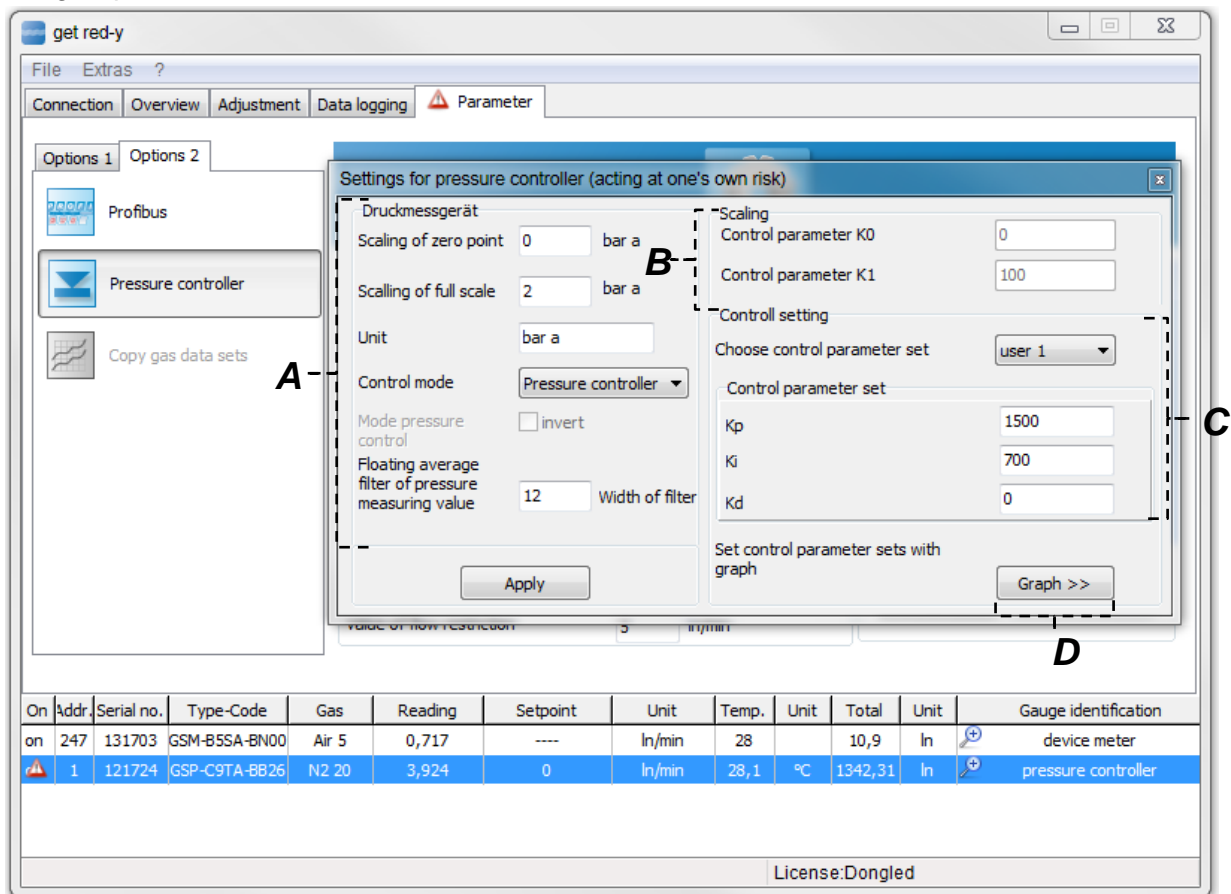 get red-y
File Extras ?
Connection Overview Adjustment Data logging Parameter
Options 1 Options 2
Profibus
Pressure controller
Copy gas data sets
Settings for pressure controller (acting at one's own risk)
Druckmessgerät
Scaling of zero point 0 bar a
Scalling of full scale 2 bar a
Unit bar a
Control mode Pressure controller
Mode pressure
control
invert
Floating average
filter of pressure
measuring value
12 Width of filter
Apply
A
B
Scaling
Control parameter K0 0
Control parameter K1 100
Controll setting
Choose control parameter set user 1
Control parameter set
Kp 1500
Ki 700
Kd 0
C
Set control parameter sets with
graph
Graph >>
D
value of flow restriction 5 ln/min
On Addr. Serial no. Type-Code Gas Reading Setpoint Unit Temp. Unit Total Unit Gauge identification
on 247 131703 GSM-B5SA-BN00 Air 5 0,717 ---- ln/min 28 10,9 ln device meter
1 121724 GSP-C9TA-BB26 N2 20 3,924 0 ln/min 28,1 °C 1342,31 ln pressure controller
License:Dongled